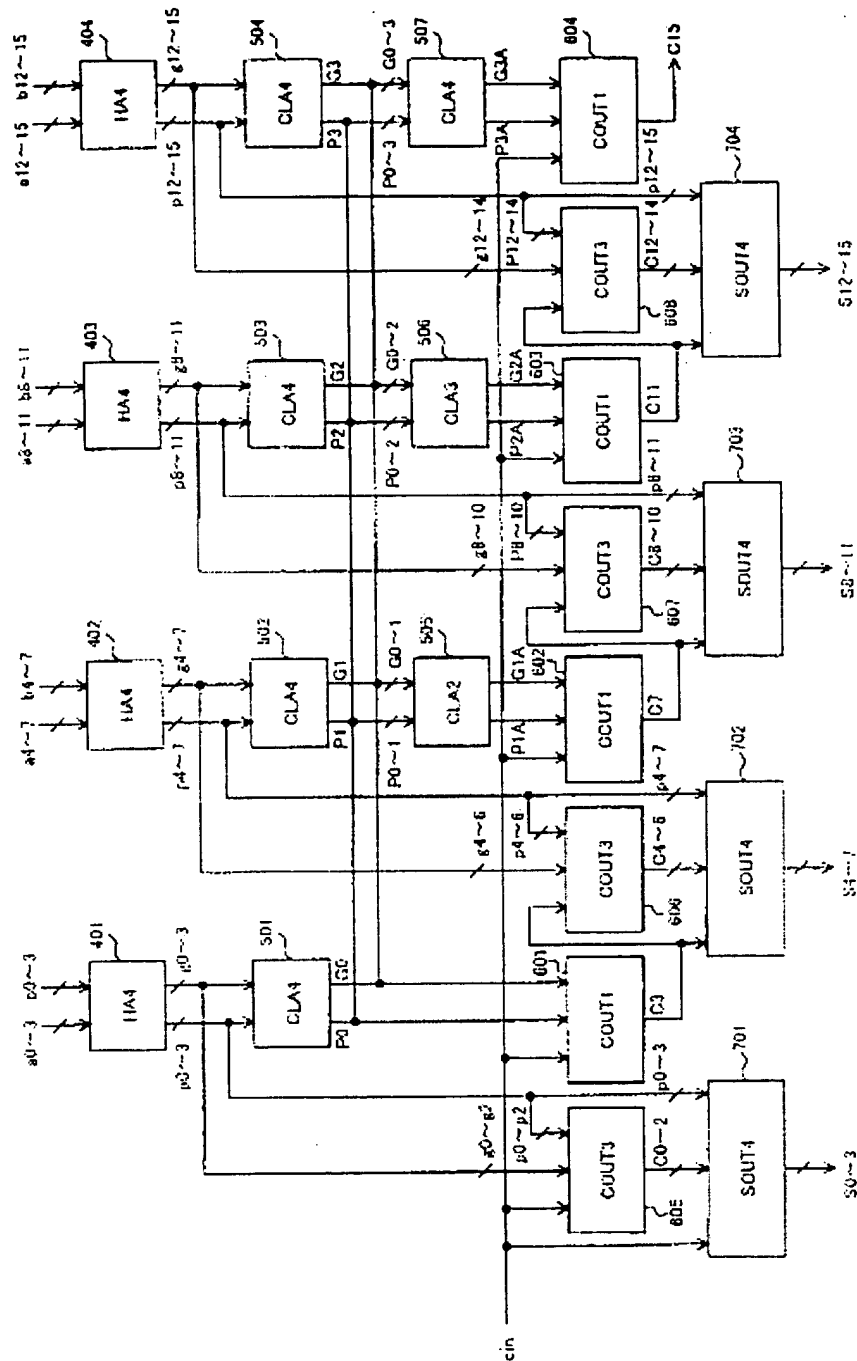 a0~3 b0~3 a4~7 b4~7 a8~11 b8~11 a12~15 b12~15
401 402 403 404
HA4 HA4 HA4 HA4
p0~3 g0~3 p4~7 g4~7 p8~11 g8~11 p12~15 g12~15
501 502 503 504
CLA4 CLA4 CLA4 CLA4
P0 G0 P1 G1 P2 G2 P3 G3
P0~1 G0~1 P0~2 G0~2 P0~3 G0~3
505 506 507
CLA2 CLA3 CLA4
g0~g2 p0~p2 g4~6 p4~6 g8~10 P8~10 g12~14 P12~14
P1A G1A P2A G2A P3A G3A
cin
601 602 603 604
COUT3 COUT1 COUT3 COUT1 COUT3 COUT1 COUT3 COUT1
605 606 607 608
C0-2 p0~3 C3 C4~6 p4~7 C7 C8~10 p8~11 C11 C12~14 p12~15 C15
701 702 703 704
SOUT4 SOUT4 SOUT4 SOUT4
S0~3 S4~7 S8~11 S12~15